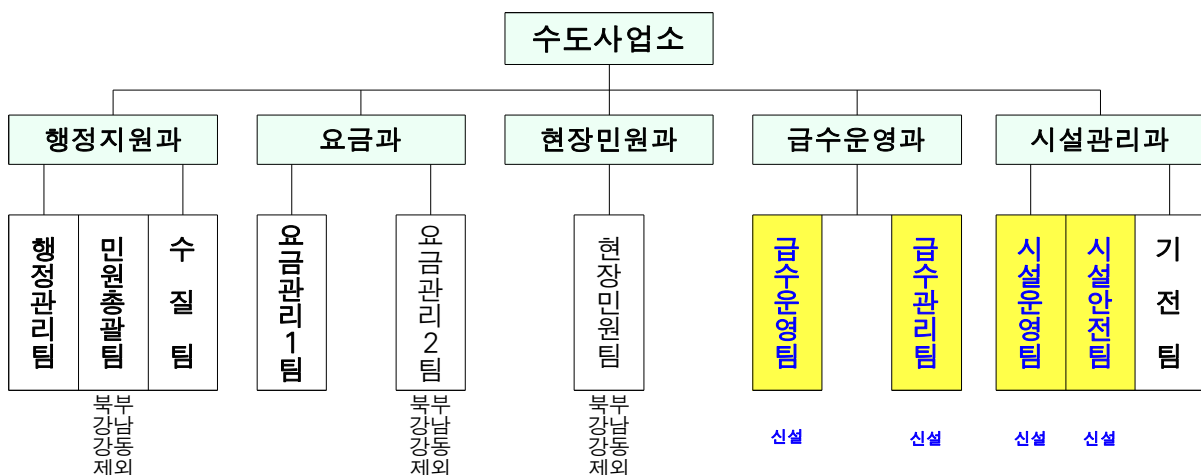 수도사업소
행정지원과
요금과
현장민원과
급수운영과
시설관리과
행정관리팀
민원총괄팀
수질팀
요금관리1팀
요금관리2팀
현장민원팀
급수운영팀
급수관리팀
시설운영팀
시설안전팀
기전팀
북부
강남
강동
제외
북부
강남
강동
제외
북부
강남
강동
제외
신설
신설
신설
신설